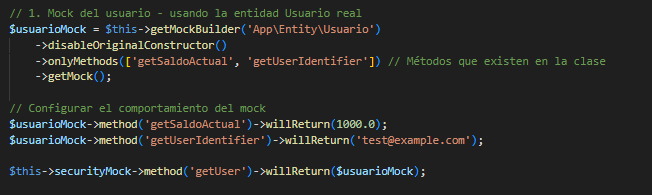 // 1. Mock del usuario - usando la entidad Usuario real
$usuarioMock = $this->getMockBuilder('App\Entity\Usuario')
->disableOriginalConstructor()
->onlyMethods(['getSaldoActual', 'getUserIdentifier']) // Métodos que existen en la clase
->getMock();
// Configurar el comportamiento del mock
$usuarioMock->method('getSaldoActual')->willReturn(1000.0);
$usuarioMock->method('getUserIdentifier')->willReturn('test@example.com');
$this->securityMock->method('getUser')->willReturn($usuarioMock);